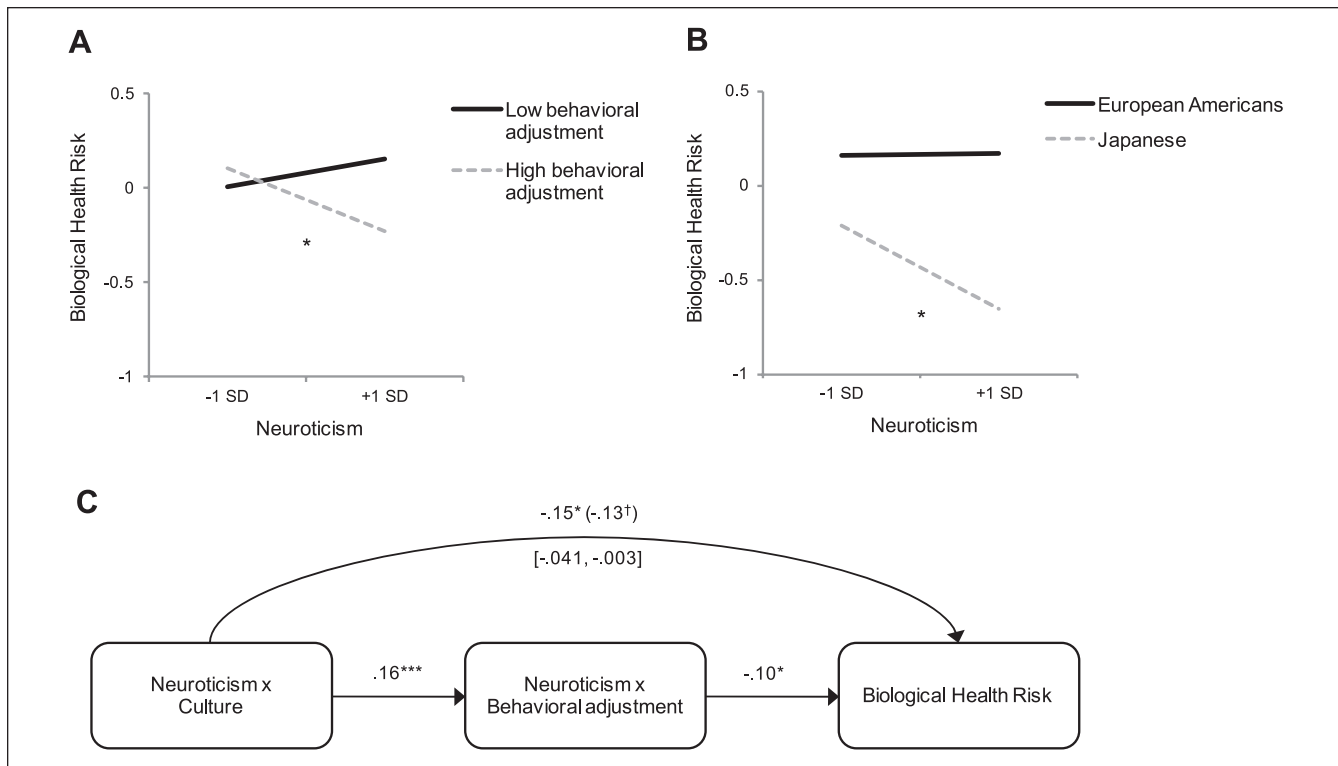 A
Biological Health Risk
0.5
0
-0.5
-1
-1 SD
+1 SD
Neuroticism
*
Low behavioral
adjustment
High behavioral
adjustment
B
Biological Health Risk
0.5
0
-0.5
-1
-1 SD
+1 SD
Neuroticism
*
European Americans
Japanese
C
-.15* (-.13†)
[-.041, -.003]
Neuroticism x
Culture
.16***
Neuroticism x
Behavioral adjustment
-.10*
Biological Health Risk